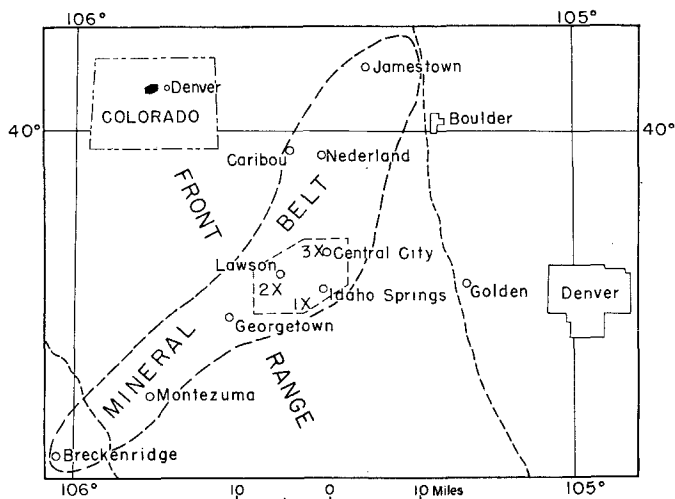 106°
105°
Jamestown
Denver
COLORADO
40°
Boulder
40°
Caribou
Nederland
FRONT
BELT
3X
Central City
Lawson
2X
Idaho Springs
1X
Golden
Denver
Georgetown
MINERAL
RANGE
Montezuma
Breckenridge
106°
10 0 10 Miles
105°